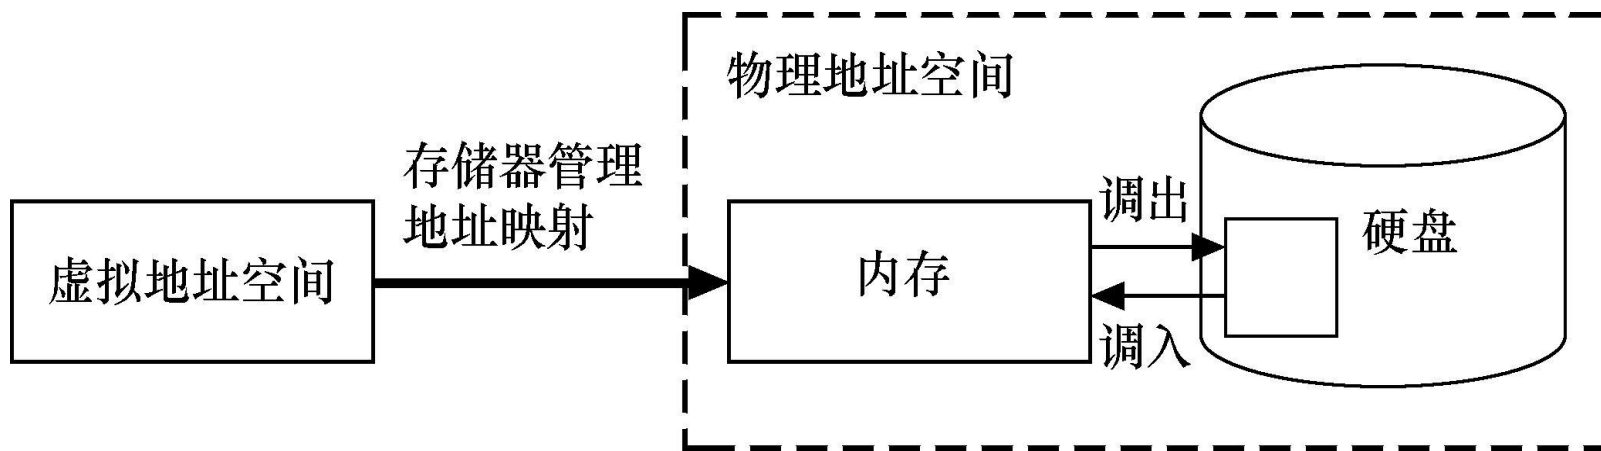 物理地址空间
存储器管理
地址映射
虚拟地址空间
内存
调出
调入
硬盘